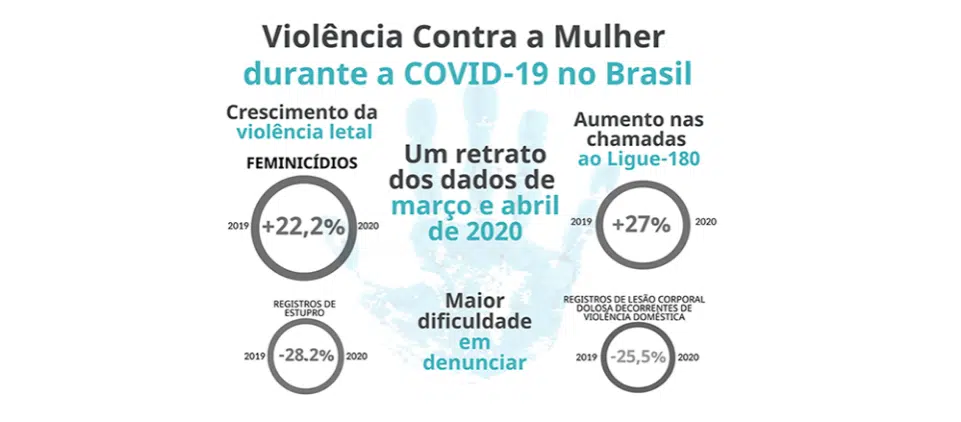 Violência Contra a Mulher
durante a COVID-19 no Brasil
Crescimento da
violência letal
FEMINICÍDIOS
2019
+22,2%
2020
Um retrato
dos dados de
março e abril
de 2020
Aumento nas
chamadas
ao Ligue-180
2019
+27%
2020
REGISTROS DE
ESTUPRO
2019
-28.2%
2020
Maior
dificuldade
em
denunciar
REGISTROS DE LESÃO CORPORAL
DOLOSA DECORRENTES DE
VIOLÊNCIA DOMÉSTICA
2019
-25,5%
2020